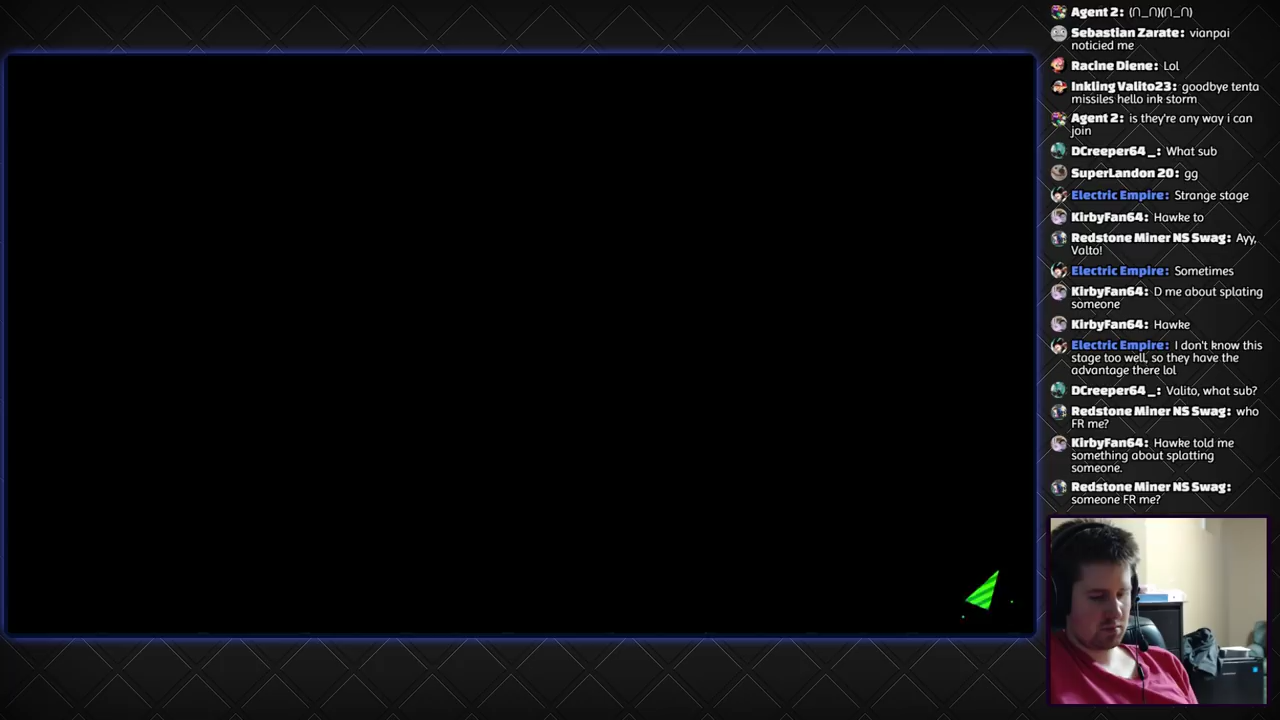 Agent 2: (∩_∩)(∩_∩)
Sebastian Zarate: vianpai
noticied me
Racine Diene: Lol
Inkling Valito23: goodbye tenta
missiles hello ink storm
Agent 2: is they're any way i can
join
DCreeper64 _: What sub
SuperLandon 20: gg
Electric Empire: Strange stage
KirbyFan64: Hawke to
Redstone Miner NS Swag: Ayy,
Valto!
Electric Empire: Sometimes
KirbyFan64: D me about splating
someone
KirbyFan64: Hawke
Electric Empire: I don't know this
stage too well, so they have the
advantage there lol
DCreeper64 _: Valito, what sub?
Redstone Miner NS Swag: who
FR me?
KirbyFan64: Hawke told me
something about splatting
someone.
Redstone Miner NS Swag:
someone FR me?